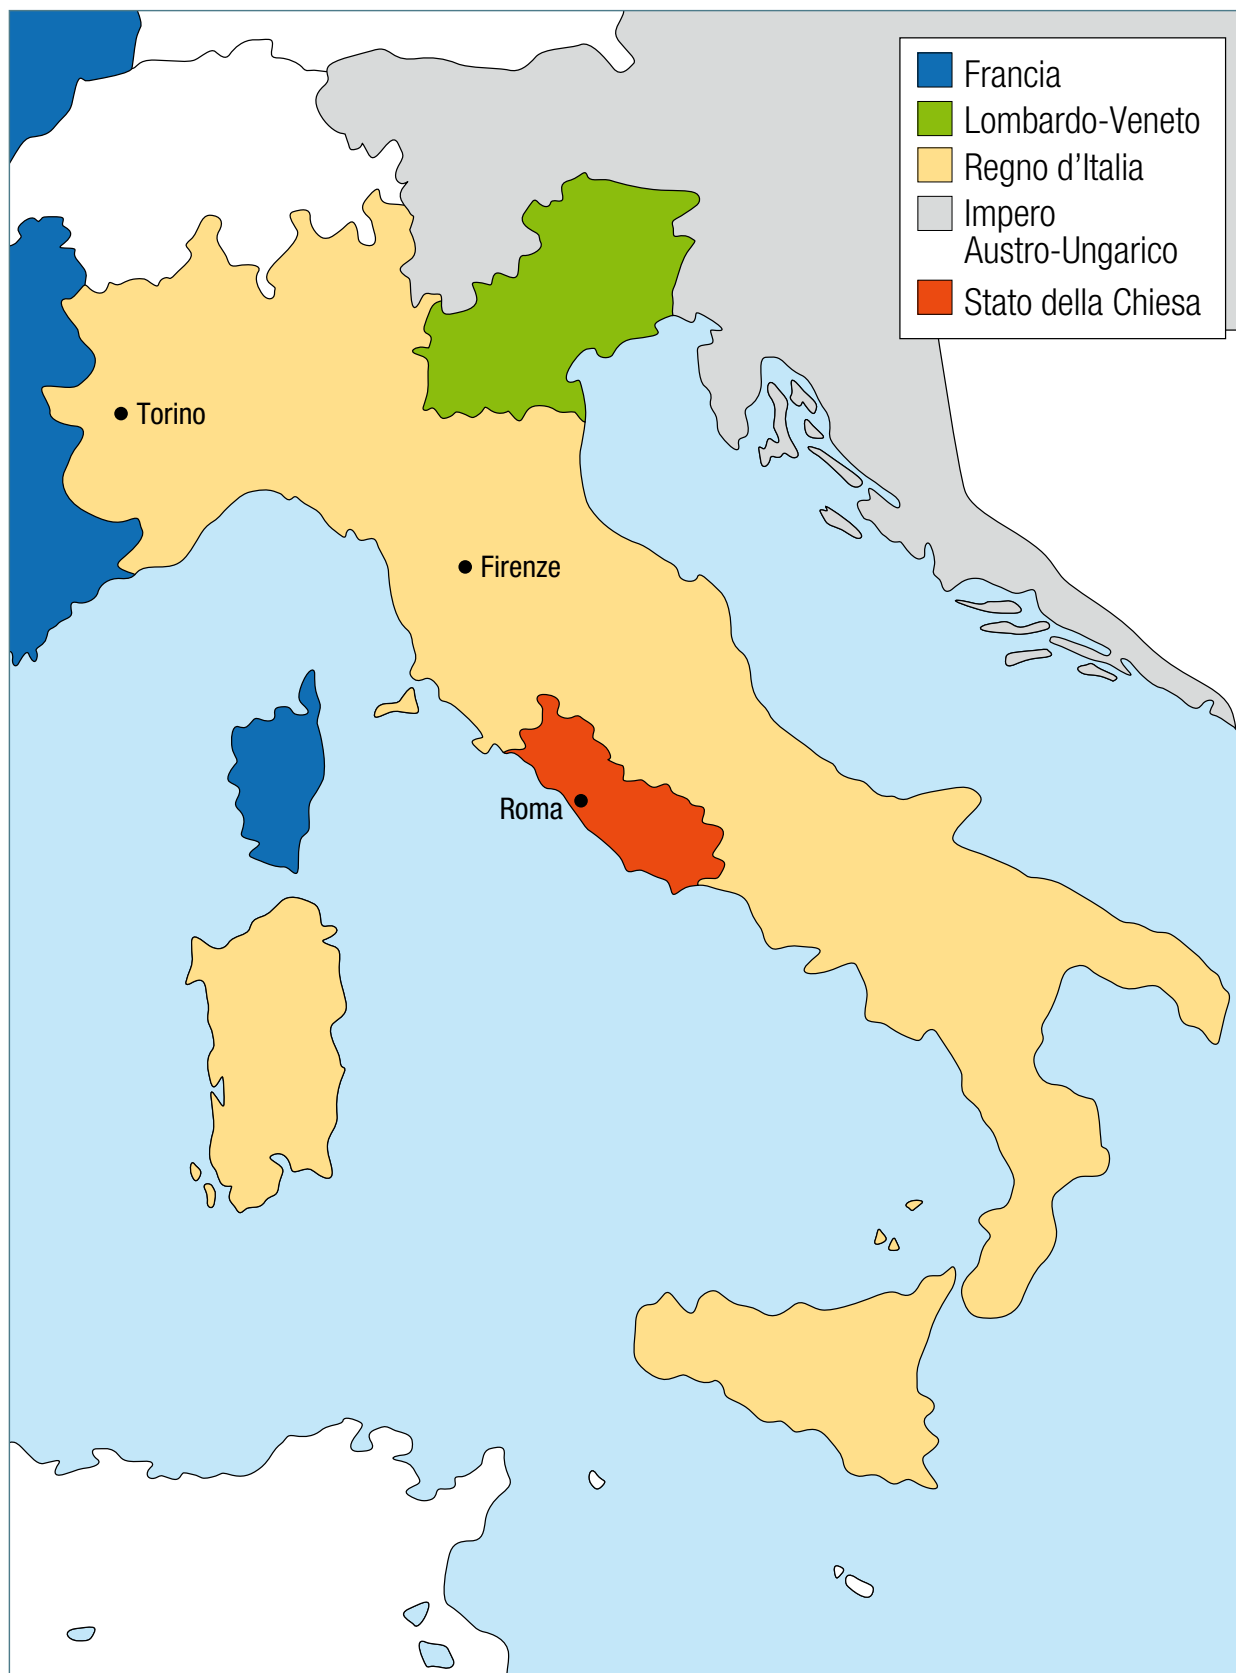 Francia
Lombardo-Veneto
Regno d’Italia
Impero
Austro-Ungarico
Stato della Chiesa
Torino
Firenze
Roma